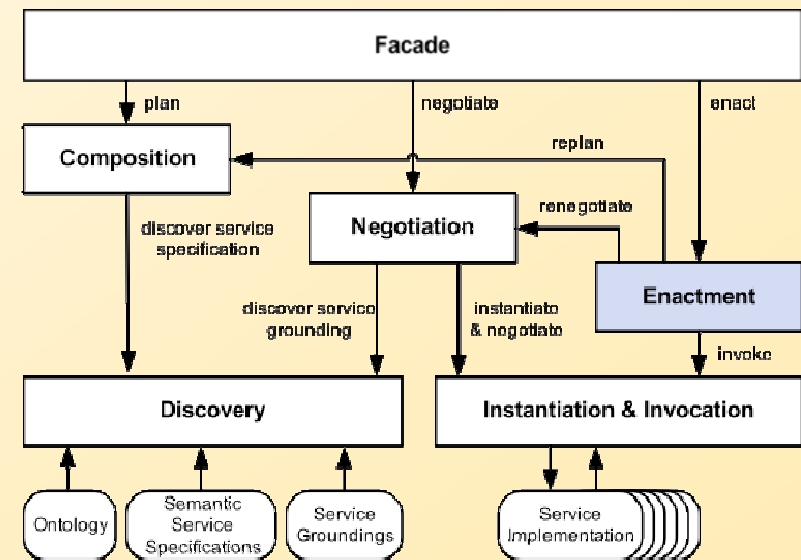 Facade
plan
negotiate
enact
Composition
replan
Negotiation
renegotiate
discover service
specification
Enactment
discover service
grounding
instantiate
& negotiate
invoke
Discovery
Instantiation & Invocation
Ontology
Semantic
Service
Specifications
Service
Groundings
Service
Implementation